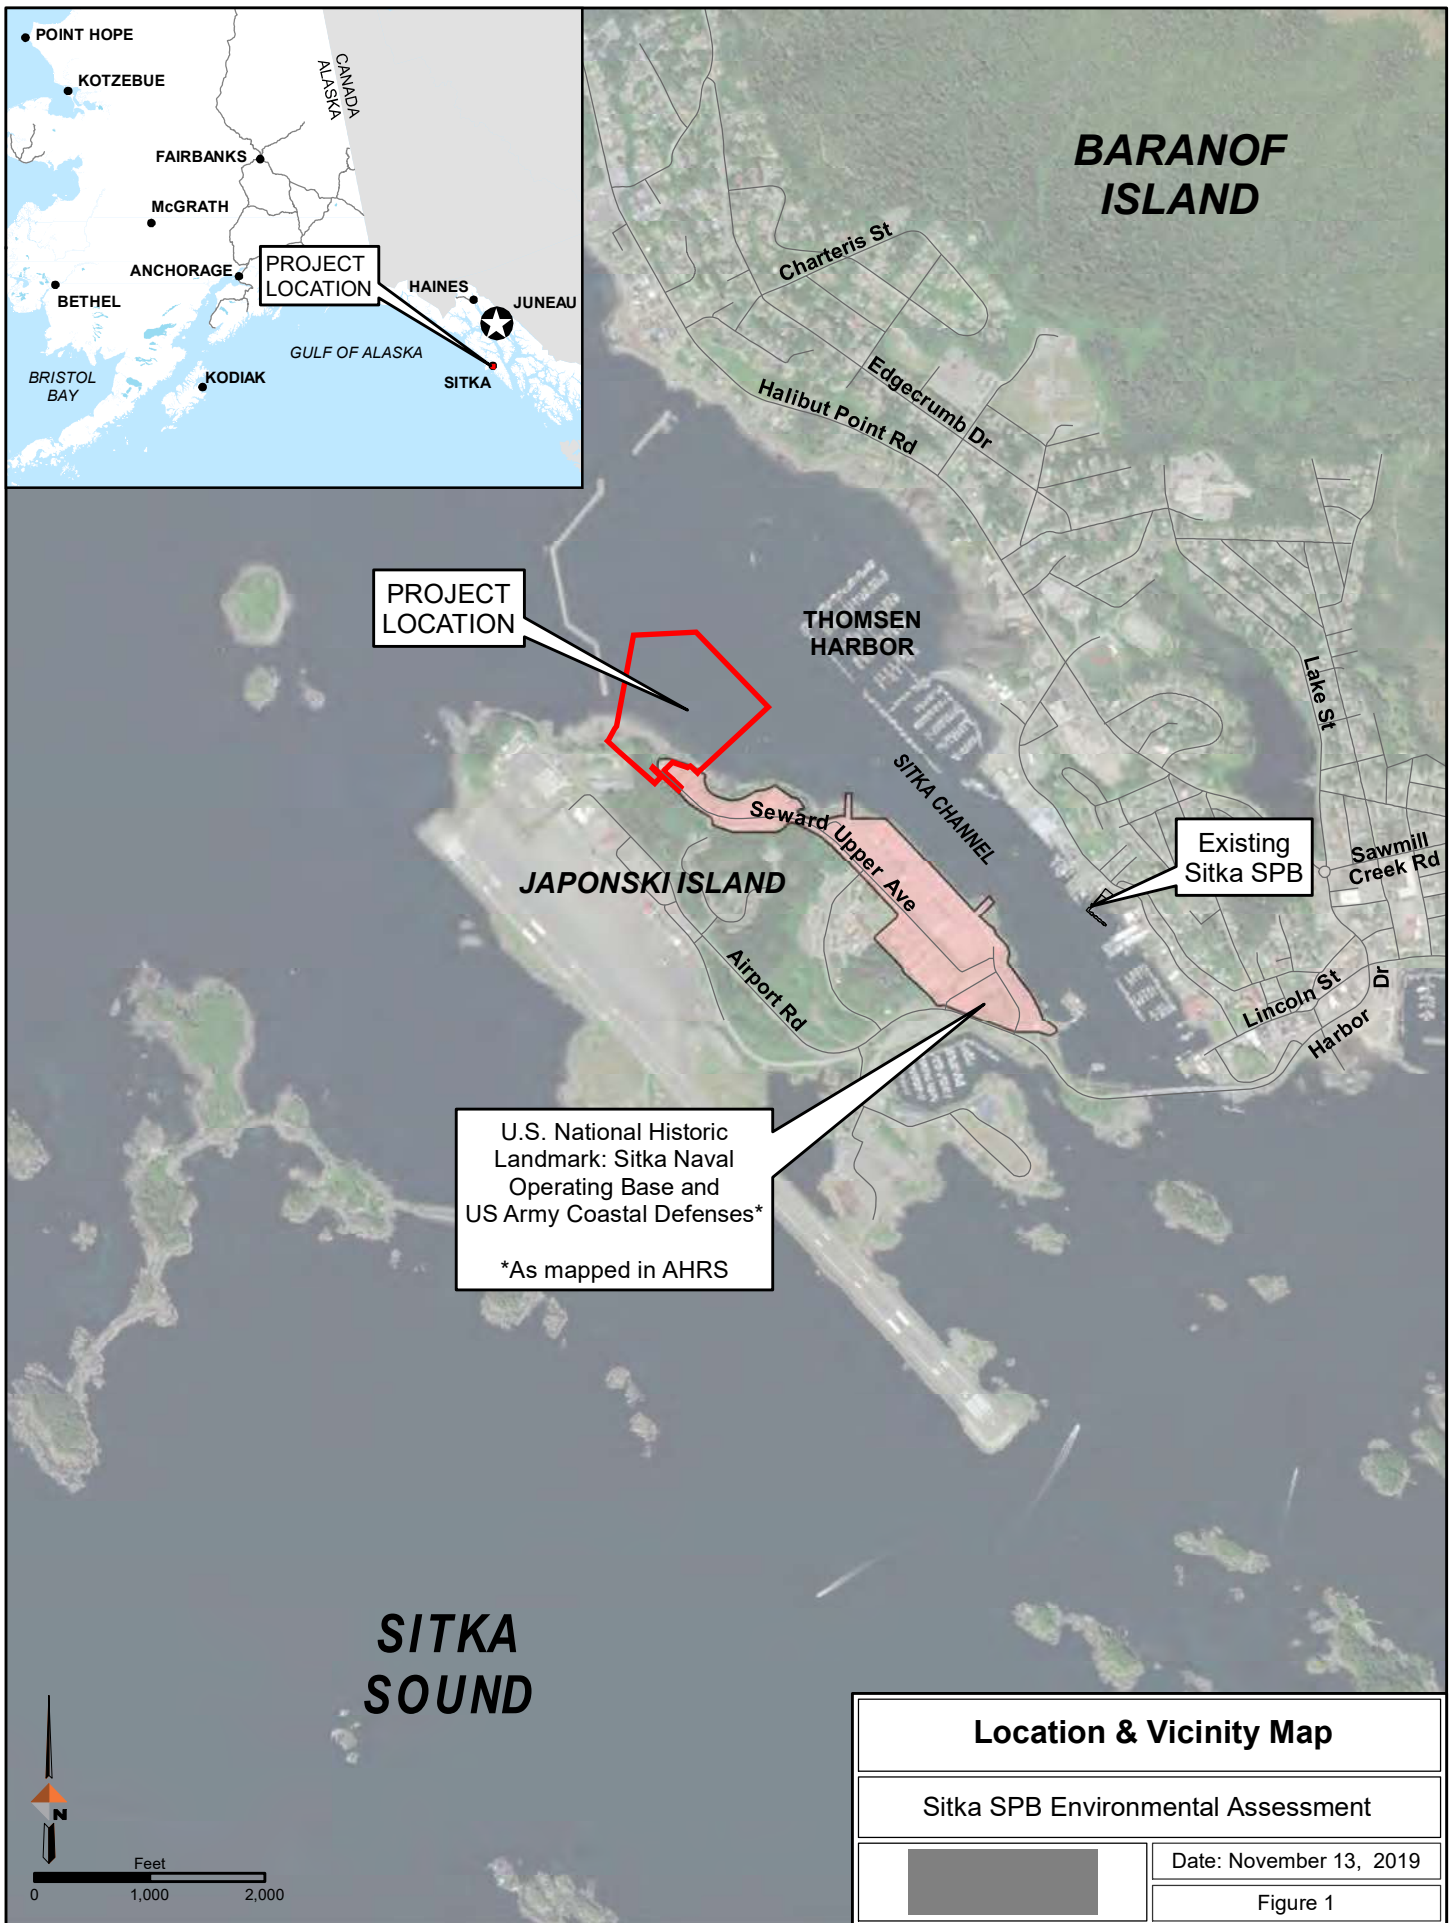 POINT HOPE
KOTZEBUE
CANADA
ALASKA
FAIRBANKS
McGRATH
ANCHORAGE
PROJECT
LOCATION
BETHEL
HAINES
JUNEAU
GULF OF ALASKA
BRISTOL
BAY
KODIAK
SITKA
BARANOF
ISLAND
Charteris St
Edgecrumb Dr
Halibut Point Rd
PROJECT
LOCATION
THOMSEN
HARBOR
Lake St
SITKA CHANNEL
Seward Upper Ave
Existing
Sitka SPB
Sawmill
Creek Rd
JAPONSKI ISLAND
Airport Rd
Lincoln St
Harbor Dr
U.S. National Historic
Landmark: Sitka Naval
Operating Base and
US Army Coastal Defenses*
*As mapped in AHRS
SITKA
SOUND
N
Feet
0 1,000 2,000
Location & Vicinity Map
Sitka SPB Environmental Assessment
Date: November 13, 2019
Figure 1